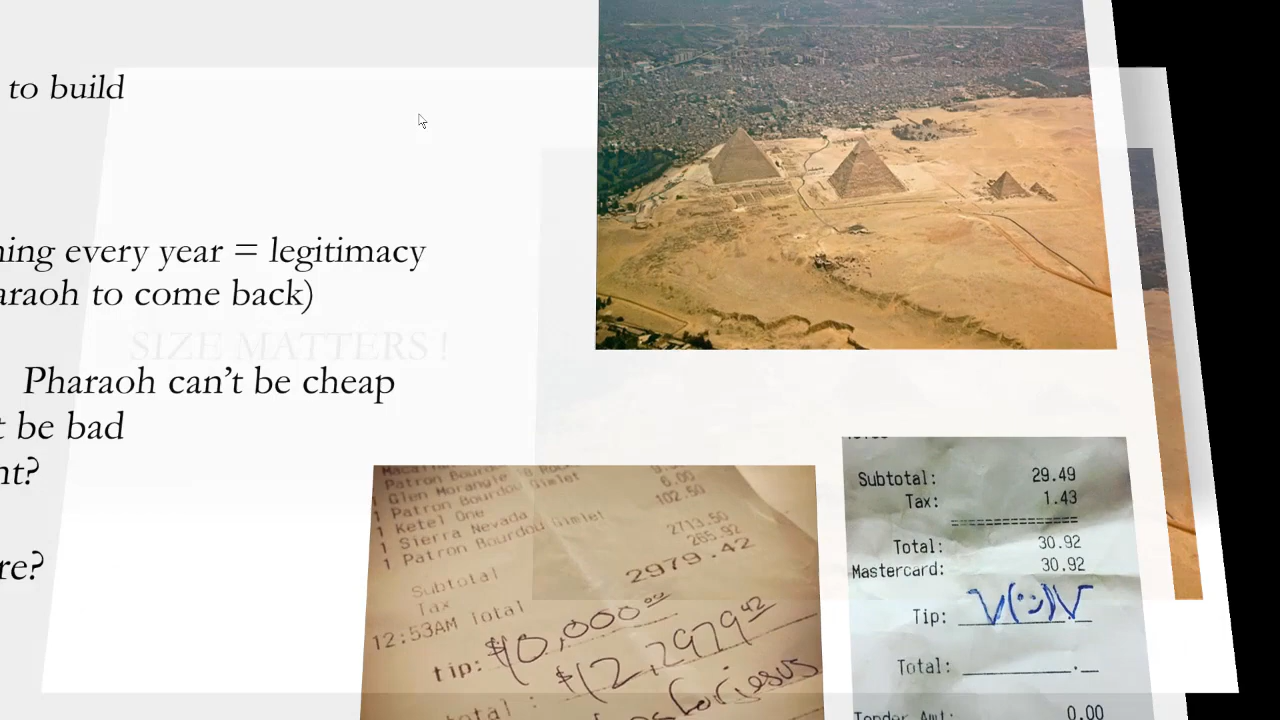 to build
ning every year = legitimacy
araoh to come back)
SIZE MATTERS !
Pharaoh can't be cheap
t be bad
nt?
re?
Patron Bourdou
1 Glen Morangie
1 Patron Bourdou Gimlet 6.00
1 Ketel One 102.50
1 Sierra Nevada
1 Patron Bourdou Gimlet
Subtotal 2713.50
Tax 265.92
12:53AM Total 2979.42
tip: $10,000.00
total : $12,979.42
Subtotal: 29.49
Tax: 1.43
====================
Total: 30.92
Mastercard: 30.92
Tip:
Total: .
Tender Amt: 0.00